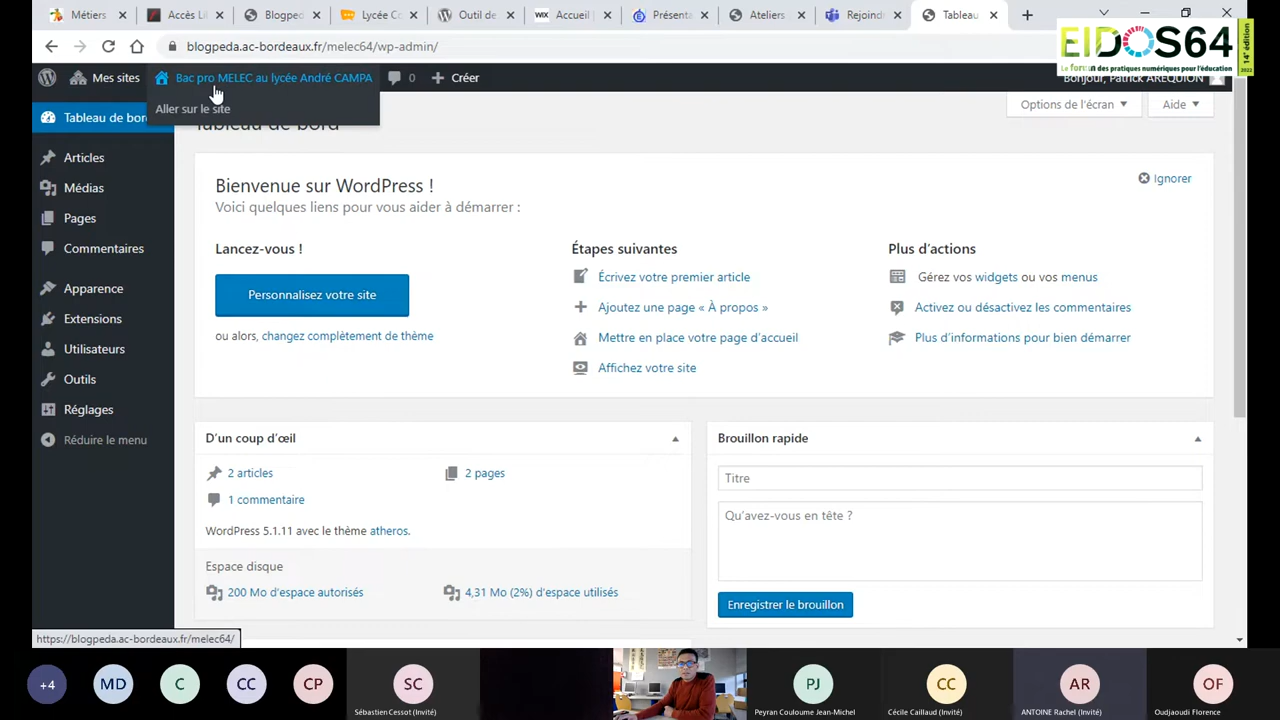 Métiers
Accès Lil
Blogpeda
Lycée Co
Outil de
WiX
Accueil |
Présenta
Ateliers
Rejoindr
Tableau
EIDOS64
14e édition
Le forum des pratiques numériques pour l'éducation
2022
blogpeda.ac-bordeaux.fr/melec64/wp-admin/
Mes sites
Bac pro MELEC au lycée André CAMPA
0
Créer
Bonjour, Patrick AREQUION
Aller sur le site
Options de l'écran
Aide
Tableau de bord
Tableau de bord
Articles
Médias
Pages
Commentaires
Apparence
Extensions
Utilisateurs
Outils
Réglages
Réduire le menu
Bienvenue sur WordPress !
Ignorer
Voici quelques liens pour vous aider à démarrer :
Lancez-vous !
Personnalisez votre site
ou alors, changez complètement de thème
Étapes suivantes
Écrivez votre premier article
Ajoutez une page « À propos »
Mettre en place votre page d'accueil
Affichez votre site
Plus d'actions
Gérez vos widgets ou vos menus
Activez ou désactivez les commentaires
Plus d'informations pour bien démarrer
D'un coup d'œil
2 articles
2 pages
1 commentaire
WordPress 5.1.11 avec le thème atheros.
Espace disque
200 Mo d'espace autorisés
4,31 Mo (2%) d'espace utilisés
Brouillon rapide
Titre
Qu'avez-vous en tête ?
Enregistrer le brouillon
https://blogpeda.ac-bordeaux.fr/melec64/
+4
MD
C
CC
CP
SC
Sébastien Cessot (Invité)
PJ
Peyran Couloume Jean-Michel
CC
Cécile Caillaud (Invité)
AR
ANTOINE Rachel (Invité)
OF
Oudjaoudi Florence